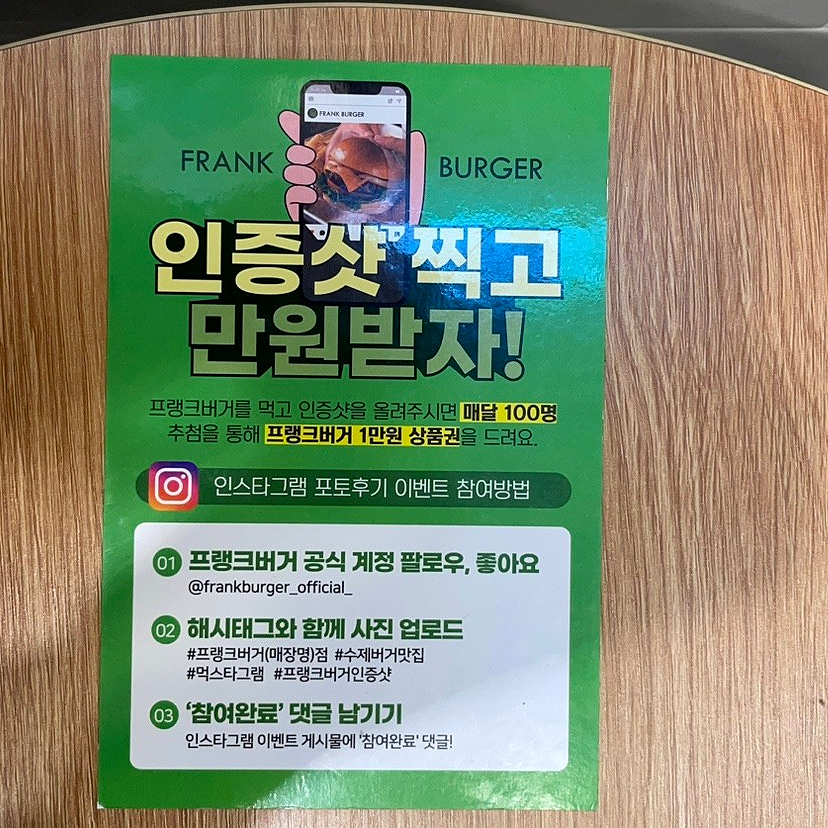 FRANK BURGER
FRANK BURGER
인증샷 찍고
만원받자!
프랭크버거를 먹고 인증샷을 올려주시면 매달 100명
추첨을 통해 프랭크버거 1만원 상품권을 드려요.
인스타그램 포토후기 이벤트 참여방법
01 프랭크버거 공식 계정 팔로우, 좋아요
@frankburger_official_
02 해시태그와 함께 사진 업로드
#프랭크버거(매장명)점 #수제버거맛집
#먹스타그램 #프랭크버거인증샷
03 '참여완료' 댓글 남기기
인스타그램 이벤트 게시물에 '참여완료' 댓글!